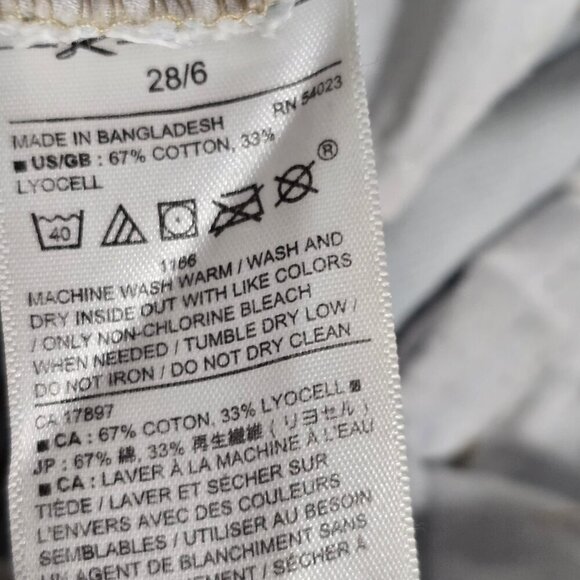 28/6
RN 54023
MADE IN BANGLADESH
■ US/GB : 67% COTTON, 33%
LYOCELL
®
40
1166
MACHINE WASH WARM / WASH AND
DRY INSIDE OUT WITH LIKE COLORS
/ ONLY NON-CHLORINE BLEACH
WHEN NEEDED / TUMBLE DRY LOW /
DO NOT IRON / DO NOT DRY CLEAN
CA 17897
■ CA : 67% COTON, 33% LYOCELL ■
JP : 67% 綿, 33% 再生繊維 (リヨセル)
■ CA : LAVER À LA MACHINE À L'EAU
TIÈDE / LAVER ET SÉCHER SUR
L'ENVERS AVEC DES COULEURS
SEMBLABLES / UTILISER AU BESOIN
UN AGENT DE BLANCHIMENT SANS
SÉCHER À